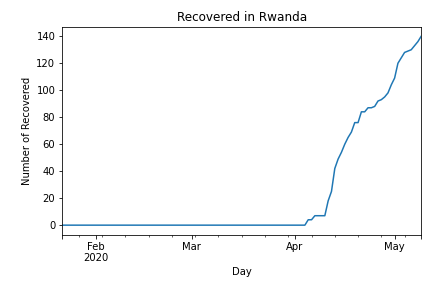 Recovered in Rwanda
Number of Recovered
140
120
100
80
60
40
20
0
Feb
2020
Mar
Apr
May
Day